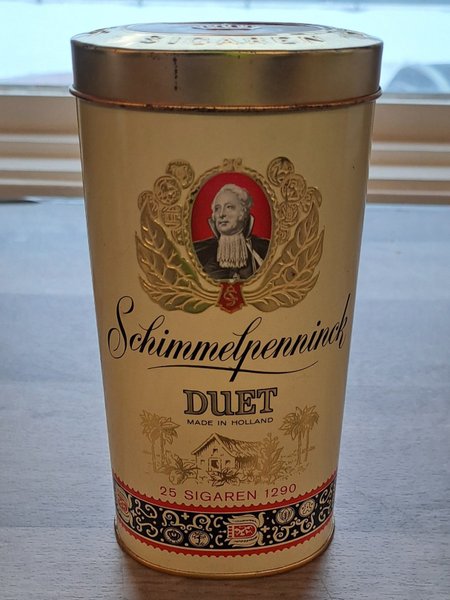 SIGAREN
Schimmelpenninck
DUET
MADE IN HOLLAND
25 SIGAREN 1290